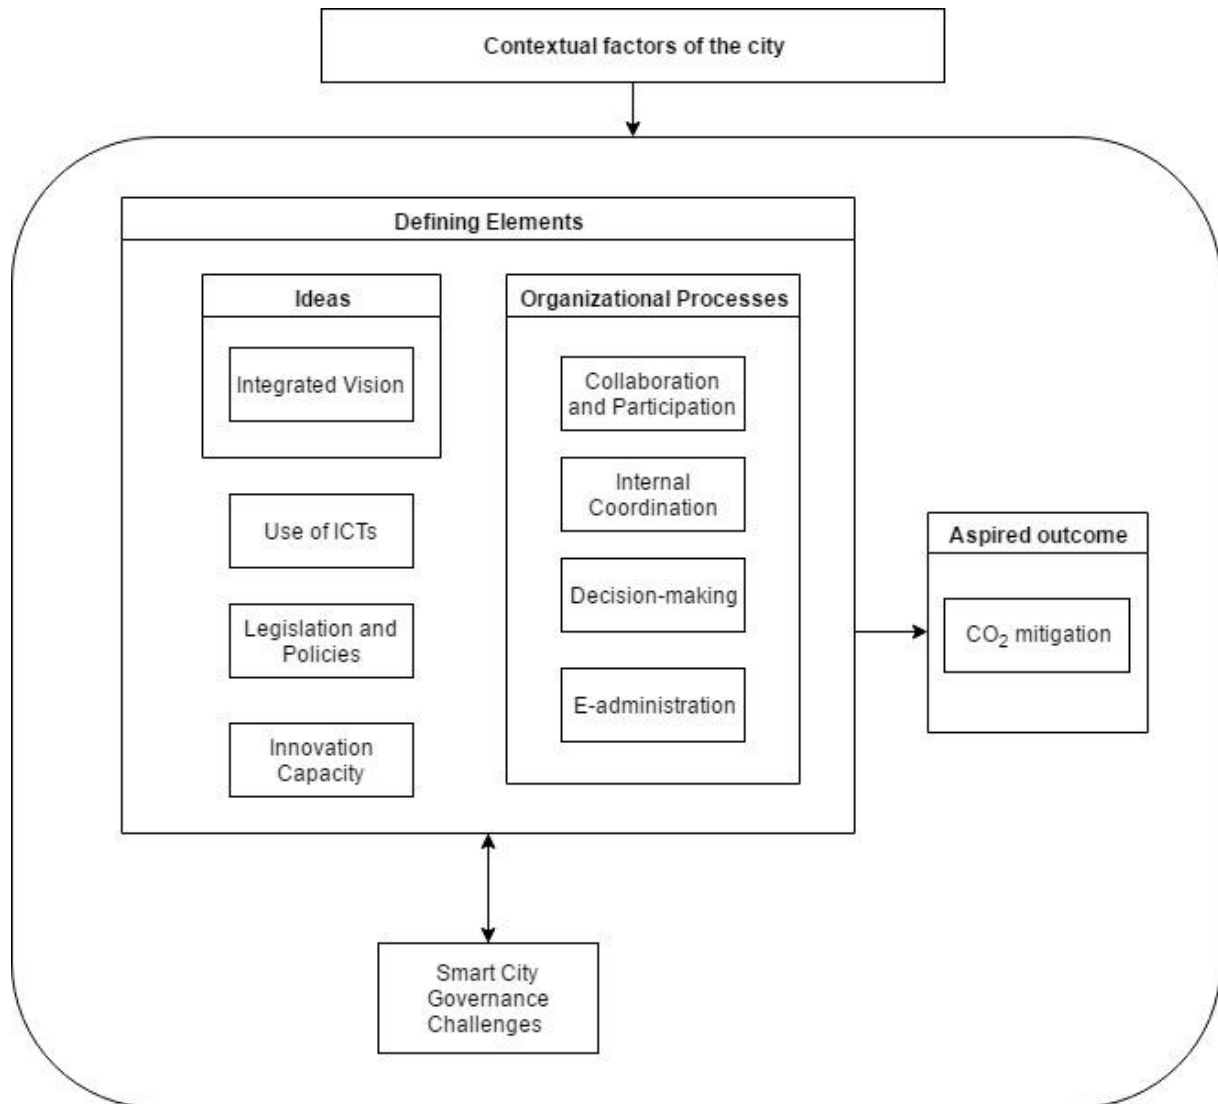 Contextual factors of the city
Defining Elements
Ideas
Integrated Vision
Use of ICTs
Legislation and
Policies
Innovation
Capacity
Organizational Processes
Collaboration
and Participation
Internal
Coordination
Decision-making
E-administration
Aspired outcome
CO₂ mitigation
Smart City
Governance
Challenges